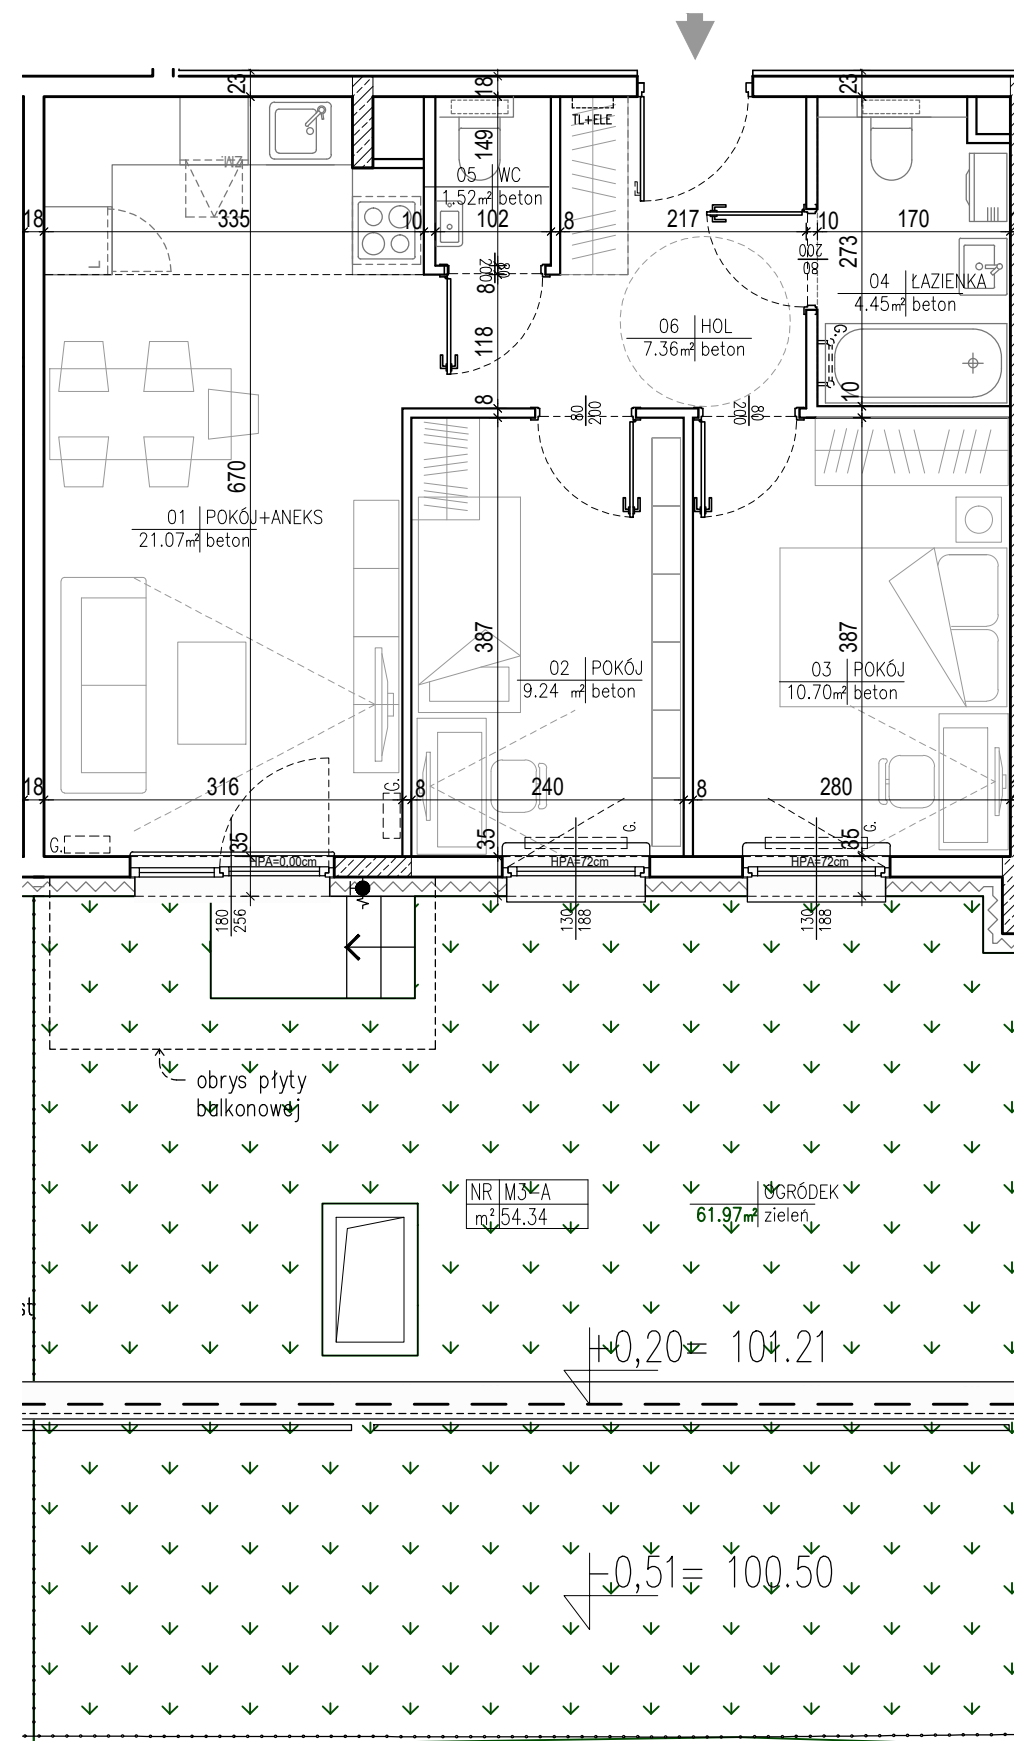 23
18
23
TL+ELE
149
05 WC
1.52m² beton
ZM.
18
335
10
102
8
217
10
170
273
80
200
80
200
8
04 ŁAZIENKA
4.45m² beton
L
118
06 HOL
7.36m² beton
G.
10
8
80
200
80
200
670
01 POKÓJ+ANEKS
21.07m² beton
387
387
02 POKÓJ
9.24 m² beton
03 POKÓJ
10.70m² beton
18
316
8
240
8
280
G.
G.
35
35
G.
G.
35
HPA=0.00cm
HPA=72cm
HPA=72cm
180
256
130
188
130
188
obrys płyty
balkonowej
NR M3-A
m² 54.34
OGRÓDEK
61.97m² zieleń
st
+0,20= 101.21
-0,51= 100.50